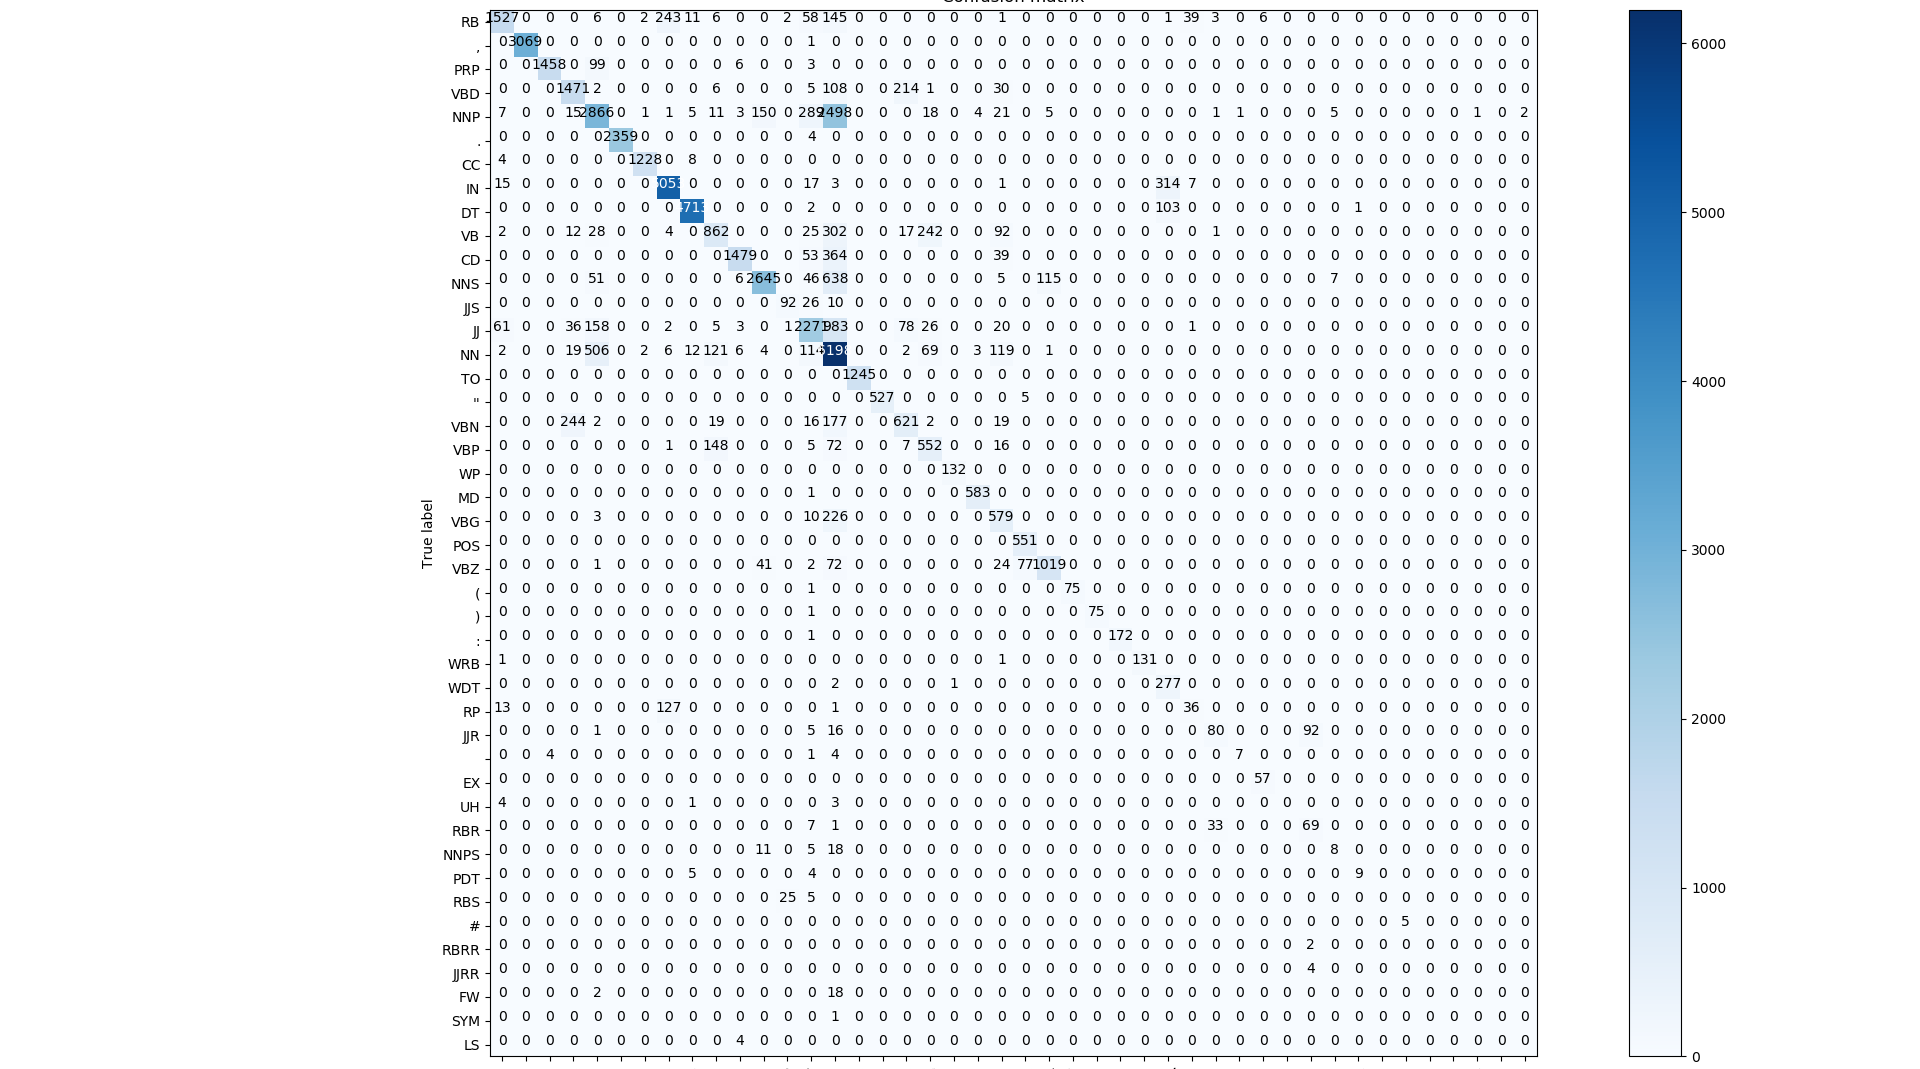 Confusion matrix
RB 1527 0 0 0 6 0 2 243 11 6 0 0 2 58 145 0 0 0 0 0 0 1 0 0 0 0 0 0 1 39 3 0 6 0 0 0 0 0 0 0 0 0 0 0
, 0 3069 0 0 0 0 0 0 0 0 0 0 0 1 0 0 0 0 0 0 0 0 0 0 0 0 0 0 0 0 0 0 0 0 0 0 0 0 0 0 0 0 0 0
PRP 0 0 1458 0 99 0 0 0 0 0 6 0 0 3 0 0 0 0 0 0 0 0 0 0 0 0 0 0 0 0 0 0 0 0 0 0 0 0 0 0 0 0 0 0
VBD 0 0 0 1471 2 0 0 0 0 6 0 0 0 5 108 0 0 214 1 0 0 30 0 0 0 0 0 0 0 0 0 0 0 0 0 0 0 0 0 0 0 0 0 0
NNP 7 0 0 15 2866 0 1 1 5 11 3 150 0 289 2498 0 0 0 18 0 4 21 0 5 0 0 0 0 0 0 1 1 0 0 0 5 0 0 0 0 0 1 0 2
. 0 0 0 0 0 2359 0 0 0 0 0 0 0 4 0 0 0 0 0 0 0 0 0 0 0 0 0 0 0 0 0 0 0 0 0 0 0 0 0 0 0 0 0 0
CC 4 0 0 0 0 0 1228 0 8 0 0 0 0 0 0 0 0 0 0 0 0 0 0 0 0 0 0 0 0 0 0 0 0 0 0 0 0 0 0 0 0 0 0 0
IN 15 0 0 0 0 0 0 5053 0 0 0 0 0 17 3 0 0 0 0 0 0 1 0 0 0 0 0 0 314 7 0 0 0 0 0 0 0 0 0 0 0 0 0 0
DT 0 0 0 0 0 0 0 0 4713 0 0 0 0 2 0 0 0 0 0 0 0 0 0 0 0 0 0 0 103 0 0 0 0 0 0 0 1 0 0 0 0 0 0 0
VB 2 0 0 12 28 0 0 4 0 862 0 0 0 25 302 0 0 17 242 0 0 92 0 0 0 0 0 0 0 0 1 0 0 0 0 0 0 0 0 0 0 0 0 0
CD 0 0 0 0 0 0 0 0 0 0 1479 0 0 53 364 0 0 0 0 0 0 39 0 0 0 0 0 0 0 0 0 0 0 0 0 0 0 0 0 0 0 0 0 0
NNS 0 0 0 0 51 0 0 0 0 0 6 2645 0 46 638 0 0 0 0 0 0 5 0 115 0 0 0 0 0 0 0 0 0 0 0 7 0 0 0 0 0 0 0 0
JJS 0 0 0 0 0 0 0 0 0 0 0 0 92 26 10 0 0 0 0 0 0 0 0 0 0 0 0 0 0 0 0 0 0 0 0 0 0 0 0 0 0 0 0 0
JJ 61 0 0 36 158 0 0 2 0 5 3 0 1 2271 983 0 0 78 26 0 0 20 0 0 0 0 0 0 0 1 0 0 0 0 0 0 0 0 0 0 0 0 0 0
NN 2 0 0 19 506 0 2 6 12 121 6 4 0 114 6198 0 0 2 69 0 3 119 0 1 0 0 0 0 0 0 0 0 0 0 0 0 0 0 0 0 0 0 0 0
TO 0 0 0 0 0 0 0 0 0 0 0 0 0 0 0 1245 0 0 0 0 0 0 0 0 0 0 0 0 0 0 0 0 0 0 0 0 0 0 0 0 0 0 0 0
'' 0 0 0 0 0 0 0 0 0 0 0 0 0 0 0 0 527 0 0 0 0 0 5 0 0 0 0 0 0 0 0 0 0 0 0 0 0 0 0 0 0 0 0 0
VBN 0 0 0 244 2 0 0 0 0 19 0 0 0 16 177 0 0 621 2 0 0 19 0 0 0 0 0 0 0 0 0 0 0 0 0 0 0 0 0 0 0 0 0 0
VBP 0 0 0 0 0 0 0 1 0 148 0 0 0 5 72 0 0 7 552 0 0 16 0 0 0 0 0 0 0 0 0 0 0 0 0 0 0 0 0 0 0 0 0 0
WP 0 0 0 0 0 0 0 0 0 0 0 0 0 0 0 0 0 0 0 132 0 0 0 0 0 0 0 0 0 0 0 0 0 0 0 0 0 0 0 0 0 0 0 0
MD 0 0 0 0 0 0 0 0 0 0 0 0 0 1 0 0 0 0 0 0 583 0 0 0 0 0 0 0 0 0 0 0 0 0 0 0 0 0 0 0 0 0 0 0
VBG 0 0 0 0 3 0 0 0 0 0 0 0 0 10 226 0 0 0 0 0 0 579 0 0 0 0 0 0 0 0 0 0 0 0 0 0 0 0 0 0 0 0 0 0
POS 0 0 0 0 0 0 0 0 0 0 0 0 0 0 0 0 0 0 0 0 0 0 551 0 0 0 0 0 0 0 0 0 0 0 0 0 0 0 0 0 0 0 0 0
VBZ 0 0 0 0 1 0 0 0 0 0 0 41 0 2 72 0 0 0 0 0 0 24 77 1019 0 0 0 0 0 0 0 0 0 0 0 0 0 0 0 0 0 0 0 0
( 0 0 0 0 0 0 0 0 0 0 0 0 0 1 0 0 0 0 0 0 0 0 0 0 75 0 0 0 0 0 0 0 0 0 0 0 0 0 0 0 0 0 0 0
) 0 0 0 0 0 0 0 0 0 0 0 0 0 1 0 0 0 0 0 0 0 0 0 0 0 75 0 0 0 0 0 0 0 0 0 0 0 0 0 0 0 0 0 0
: 0 0 0 0 0 0 0 0 0 0 0 0 0 1 0 0 0 0 0 0 0 0 0 0 0 0 172 0 0 0 0 0 0 0 0 0 0 0 0 0 0 0 0 0
WRB 1 0 0 0 0 0 0 0 0 0 0 0 0 0 0 0 0 0 0 0 0 1 0 0 0 0 0 131 0 0 0 0 0 0 0 0 0 0 0 0 0 0 0 0
WDT 0 0 0 0 0 0 0 0 0 0 0 0 0 0 2 0 0 0 0 1 0 0 0 0 0 0 0 0 277 0 0 0 0 0 0 0 0 0 0 0 0 0 0 0
RP 13 0 0 0 0 0 0 127 0 0 0 0 0 0 1 0 0 0 0 0 0 0 0 0 0 0 0 0 0 36 0 0 0 0 0 0 0 0 0 0 0 0 0 0
JJR 0 0 0 0 1 0 0 0 0 0 0 0 0 5 16 0 0 0 0 0 0 0 0 0 0 0 0 0 0 0 80 0 0 0 92 0 0 0 0 0 0 0 0 0
0 0 4 0 0 0 0 0 0 0 0 0 0 1 4 0 0 0 0 0 0 0 0 0 0 0 0 0 0 0 0 7 0 0 0 0 0 0 0 0 0 0 0 0
EX 0 0 0 0 0 0 0 0 0 0 0 0 0 0 0 0 0 0 0 0 0 0 0 0 0 0 0 0 0 0 0 0 57 0 0 0 0 0 0 0 0 0 0 0
UH 4 0 0 0 0 0 0 0 1 0 0 0 0 0 3 0 0 0 0 0 0 0 0 0 0 0 0 0 0 0 0 0 0 0 0 0 0 0 0 0 0 0 0 0
RBR 0 0 0 0 0 0 0 0 0 0 0 0 0 7 1 0 0 0 0 0 0 0 0 0 0 0 0 0 0 0 33 0 0 0 69 0 0 0 0 0 0 0 0 0
NNPS 0 0 0 0 0 0 0 0 0 0 0 11 0 5 18 0 0 0 0 0 0 0 0 0 0 0 0 0 0 0 0 0 0 0 0 8 0 0 0 0 0 0 0 0
PDT 0 0 0 0 0 0 0 0 5 0 0 0 0 4 0 0 0 0 0 0 0 0 0 0 0 0 0 0 0 0 0 0 0 0 0 0 9 0 0 0 0 0 0 0
RBS 0 0 0 0 0 0 0 0 0 0 0 0 25 5 0 0 0 0 0 0 0 0 0 0 0 0 0 0 0 0 0 0 0 0 0 0 0 0 0 0 0 0 0 0
# 0 0 0 0 0 0 0 0 0 0 0 0 0 0 0 0 0 0 0 0 0 0 0 0 0 0 0 0 0 0 0 0 0 0 0 0 0 0 5 0 0 0 0 0
RBRR 0 0 0 0 0 0 0 0 0 0 0 0 0 0 0 0 0 0 0 0 0 0 0 0 0 0 0 0 0 0 0 0 0 0 2 0 0 0 0 0 0 0 0 0
JJRR 0 0 0 0 0 0 0 0 0 0 0 0 0 0 0 0 0 0 0 0 0 0 0 0 0 0 0 0 0 0 0 0 0 0 4 0 0 0 0 0 0 0 0 0
FW 0 0 0 0 2 0 0 0 0 0 0 0 0 0 18 0 0 0 0 0 0 0 0 0 0 0 0 0 0 0 0 0 0 0 0 0 0 0 0 0 0 0 0 0
SYM 0 0 0 0 0 0 0 0 0 0 0 0 0 0 1 0 0 0 0 0 0 0 0 0 0 0 0 0 0 0 0 0 0 0 0 0 0 0 0 0 0 0 0 0
LS 0 0 0 0 0 0 0 0 0 0 4 0 0 0 0 0 0 0 0 0 0 0 0 0 0 0 0 0 0 0 0 0 0 0 0 0 0 0 0 0 0 0 0 0
True label
6000
5000
4000
3000
2000
1000
0